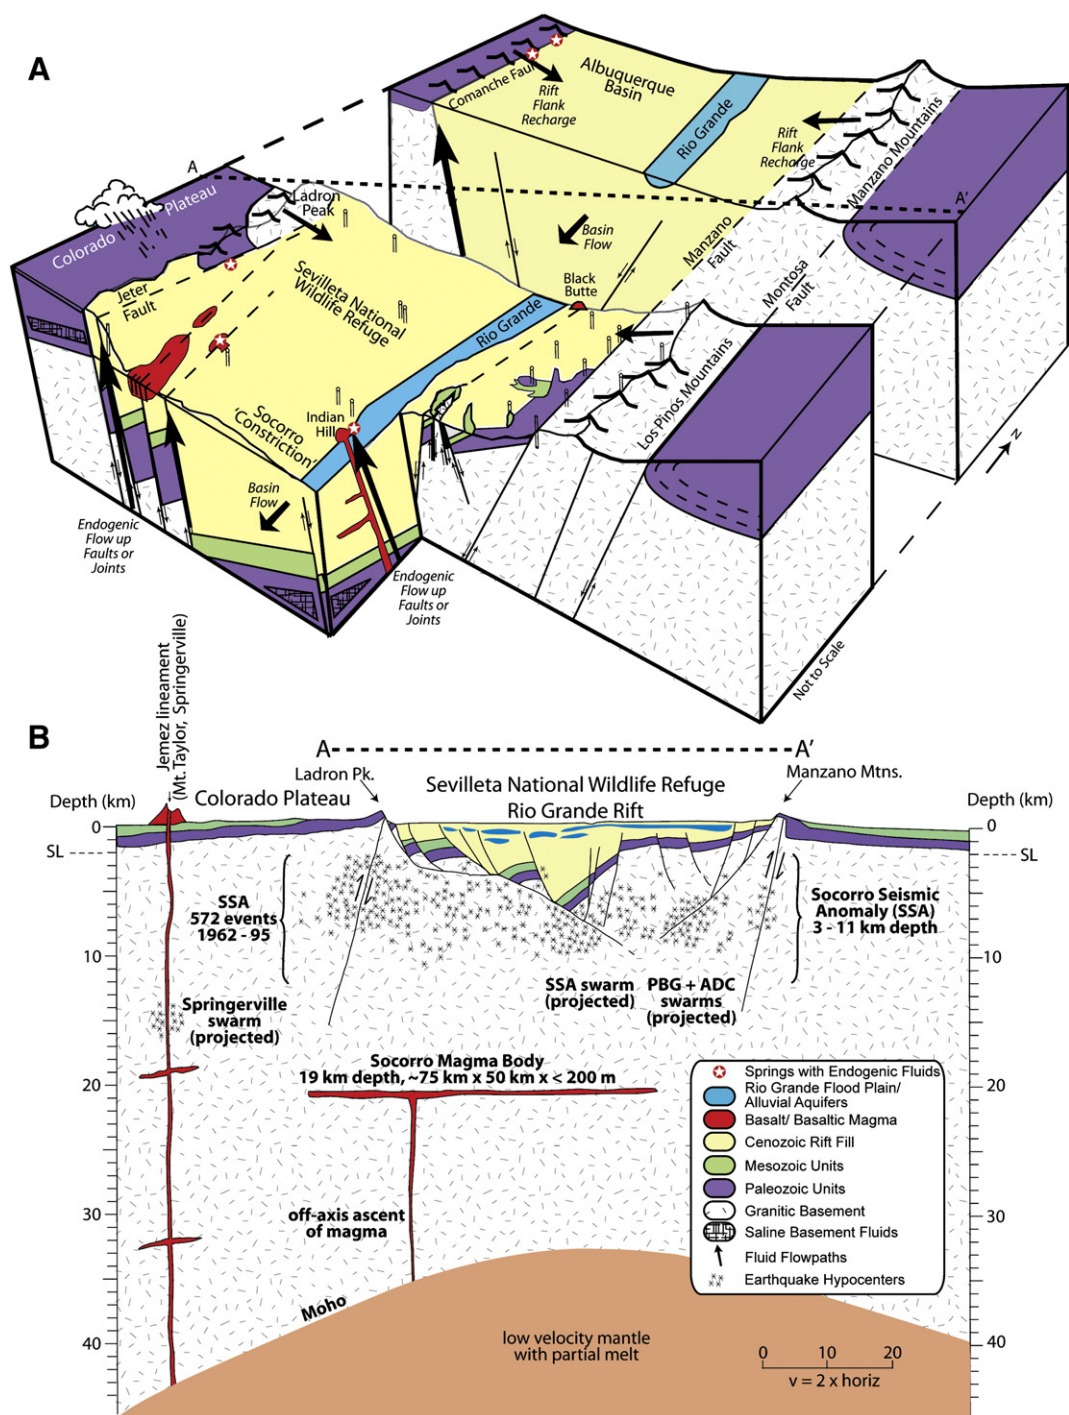 A
Comanche Fault
Albuquerque
Basin
Rift
Flank
Recharge
Rio Grande
Rift
Flank
Recharge
Manzano Mountains
A
A'
Colorado Plateau
Ladron
Peak
Basin
Flow
Manzano
Fault
Montosa
Fault
Jeter
Fault
Sevilleta National
Wildlife Refuge
Black
Butte
Rio Grande
Los Pinos Mountains
Socorro
'Constriction'
Indian
Hill
N
Basin
Flow
Endogenic
Flow up
Faults or
Joints
Endogenic
Flow up
Faults or
Joints
Not to Scale
B
Jemez lineament
(Mt. Taylor, Springerville)
A
A'
Ladron Pk.
Sevilleta National Wildlife Refuge
Rio Grande Rift
Manzano Mtns.
Depth (km)
Colorado Plateau
Depth (km)
0
0
SL
SL
SSA
572 events
1962 - 95
Socorro Seismic
Anomaly (SSA)
3 - 11 km depth
10
10
Springerville
swarm
(projected)
SSA swarm
(projected)
PBG + ADC
swarms
(projected)
Socorro Magma Body
19 km depth, ~75 km x 50 km x < 200 m
20
20
off-axis ascent
of magma
30
30
Moho
40
40
low velocity mantle
with partial melt
Springs with Endogenic Fluids
Rio Grande Flood Plain/
Alluvial Aquifers
Basalt/ Basaltic Magma
Cenozoic Rift Fill
Mesozoic Units
Paleozoic Units
Granitic Basement
Saline Basement Fluids
Fluid Flowpaths
Earthquake Hypocenters
0 10 20
v = 2 x horiz